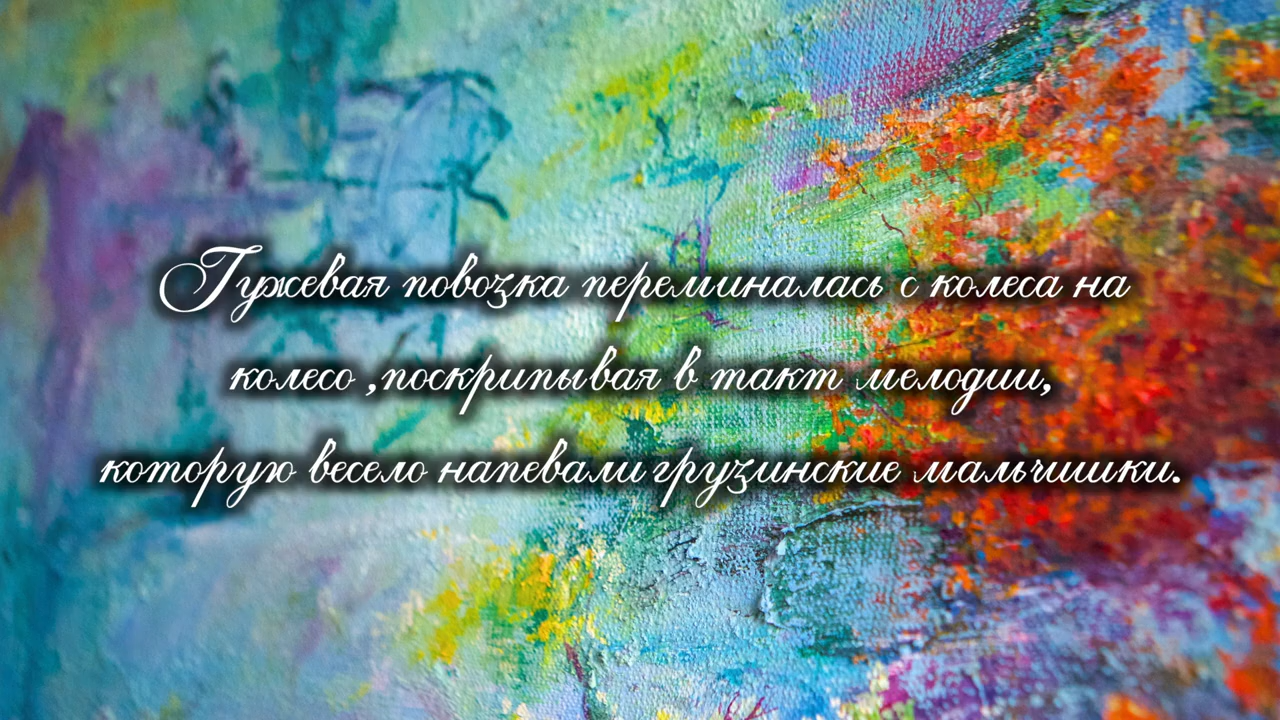 Гужевая повозка переминалась с колеса на
колесо ,поскрипывая в такт мелодии,
которую весело напевали грузинские мальчишки.